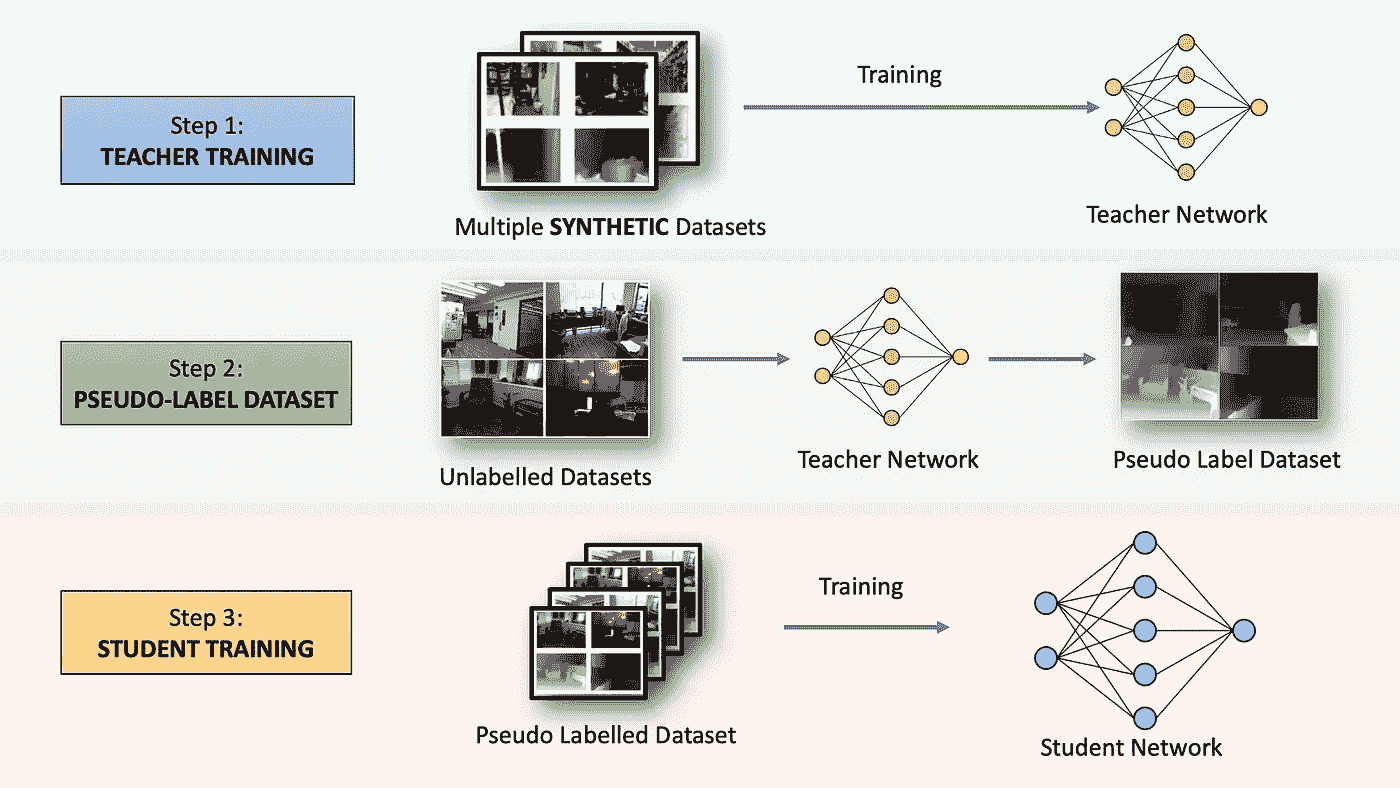 Step 1:
TEACHER TRAINING
Training
Multiple SYNTHETIC Datasets
Teacher Network
Step 2:
PSEUDO-LABEL DATASET
Unlabelled Datasets
Teacher Network
Pseudo Label Dataset
Step 3:
STUDENT TRAINING
Training
Pseudo Labelled Dataset
Student Network